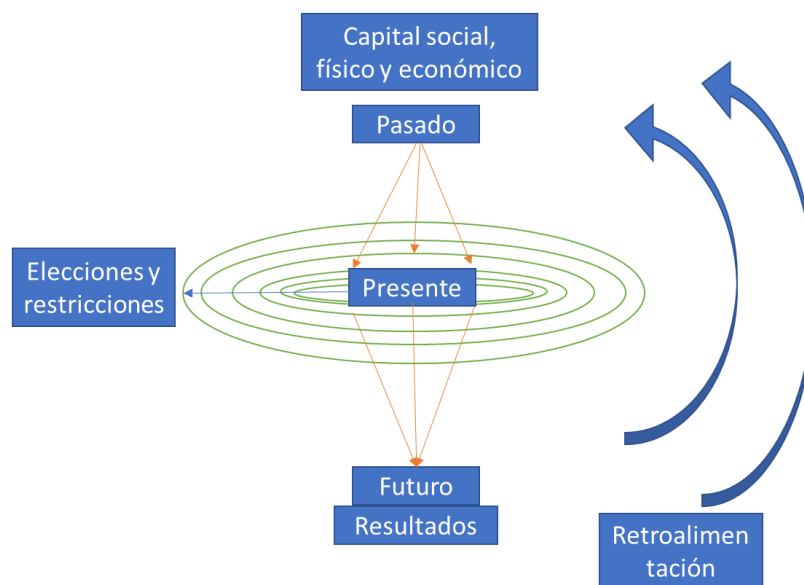 Capital social,
físico y económico
Pasado
Elecciones y
restricciones
Presente
Futuro
Resultados
Retroalimen
tación